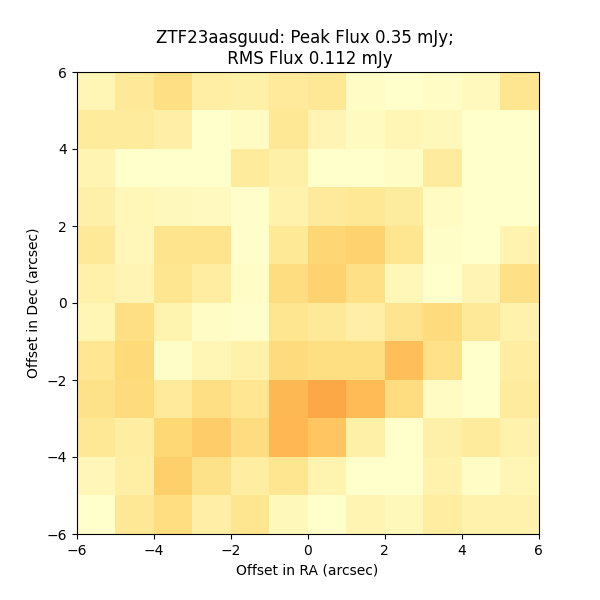 ZTF23aasguud: Peak Flux 0.35 mJy;
RMS Flux 0.112 mJy
6
4
2
0
−2
−4
−6
Offset in Dec (arcsec)
−6 −4 −2 0 2 4 6
Offset in RA (arcsec)